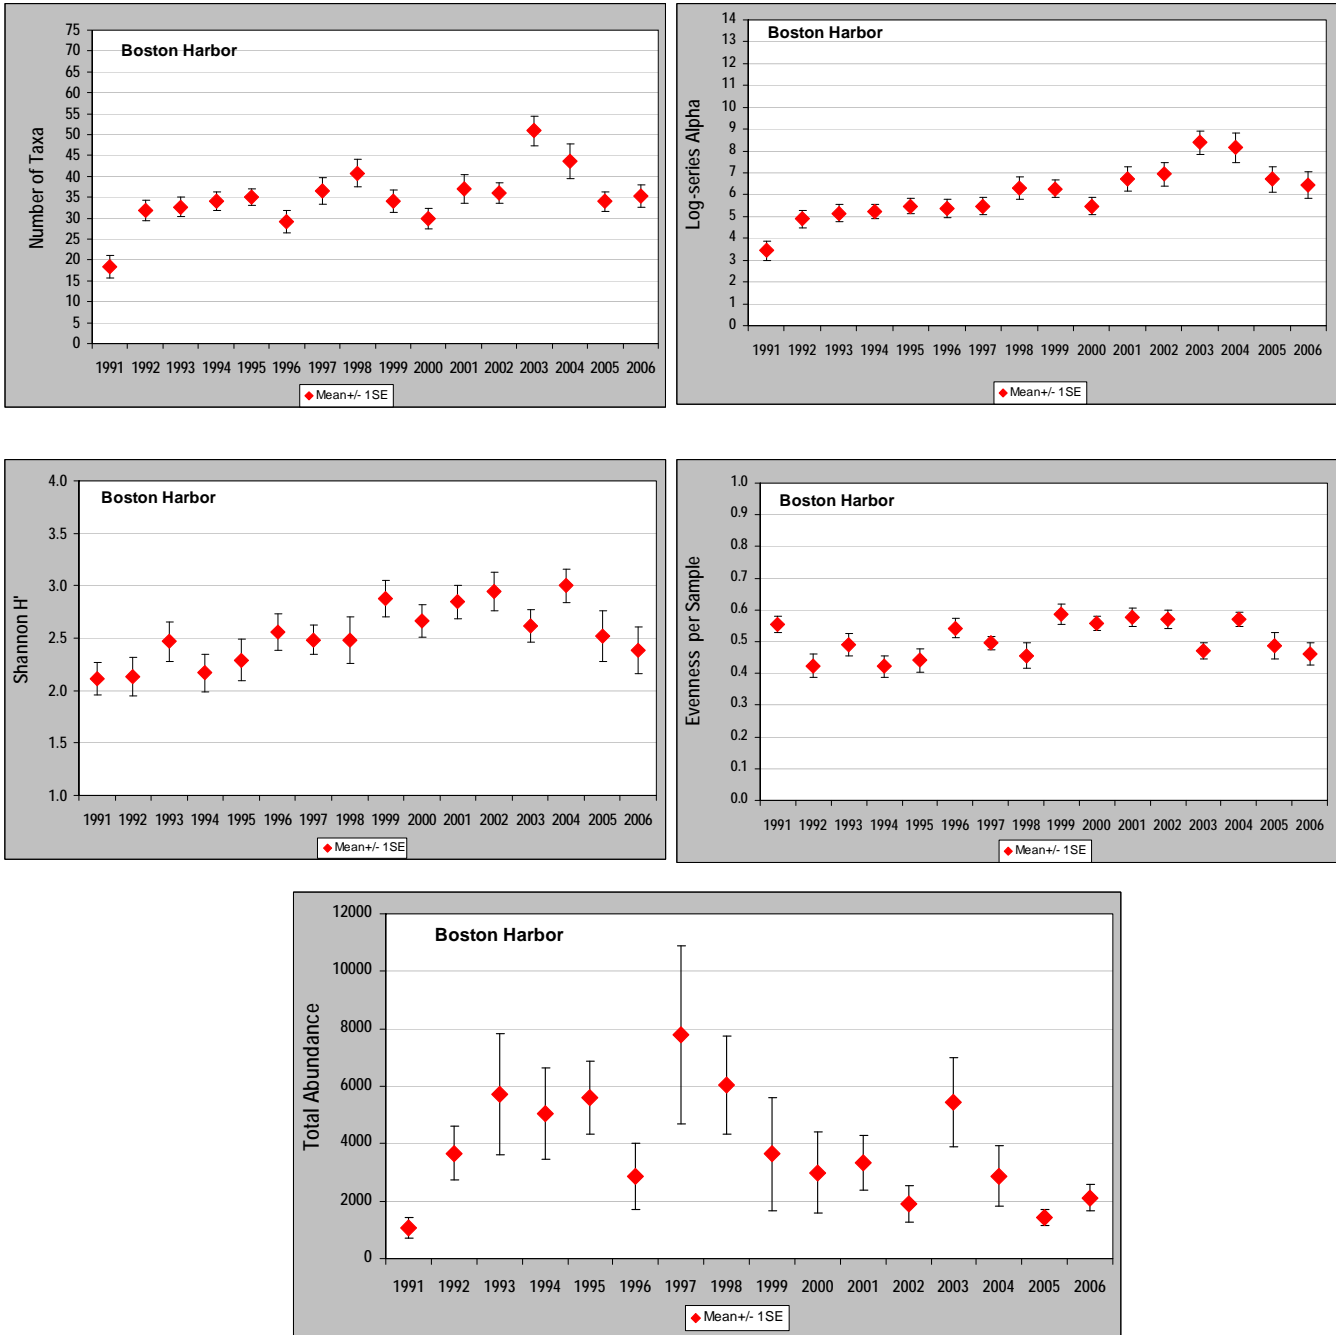 Boston Harbor
Number of Taxa
75
70
65
60
55
50
45
40
35
30
25
20
15
10
5
0
1991 1992 1993 1994 1995 1996 1997 1998 1999 2000 2001 2002 2003 2004 2005 2006
Mean+/- 1SE
Boston Harbor
Log-series Alpha
14
13
12
11
10
9
8
7
6
5
4
3
2
1
0
1991 1992 1993 1994 1995 1996 1997 1998 1999 2000 2001 2002 2003 2004 2005 2006
Mean+/- 1SE
Boston Harbor
Shannon H'
4.0
3.5
3.0
2.5
2.0
1.5
1.0
1991 1992 1993 1994 1995 1996 1997 1998 1999 2000 2001 2002 2003 2004 2005 2006
Mean+/- 1SE
Boston Harbor
Evenness per Sample
1.0
0.9
0.8
0.7
0.6
0.5
0.4
0.3
0.2
0.1
0.0
1991 1992 1993 1994 1995 1996 1997 1998 1999 2000 2001 2002 2003 2004 2005 2006
Mean+/- 1SE
Boston Harbor
Total Abundance
12000
10000
8000
6000
4000
2000
0
1991 1992 1993 1994 1995 1996 1997 1998 1999 2000 2001 2002 2003 2004 2005 2006
Mean+/- 1SE